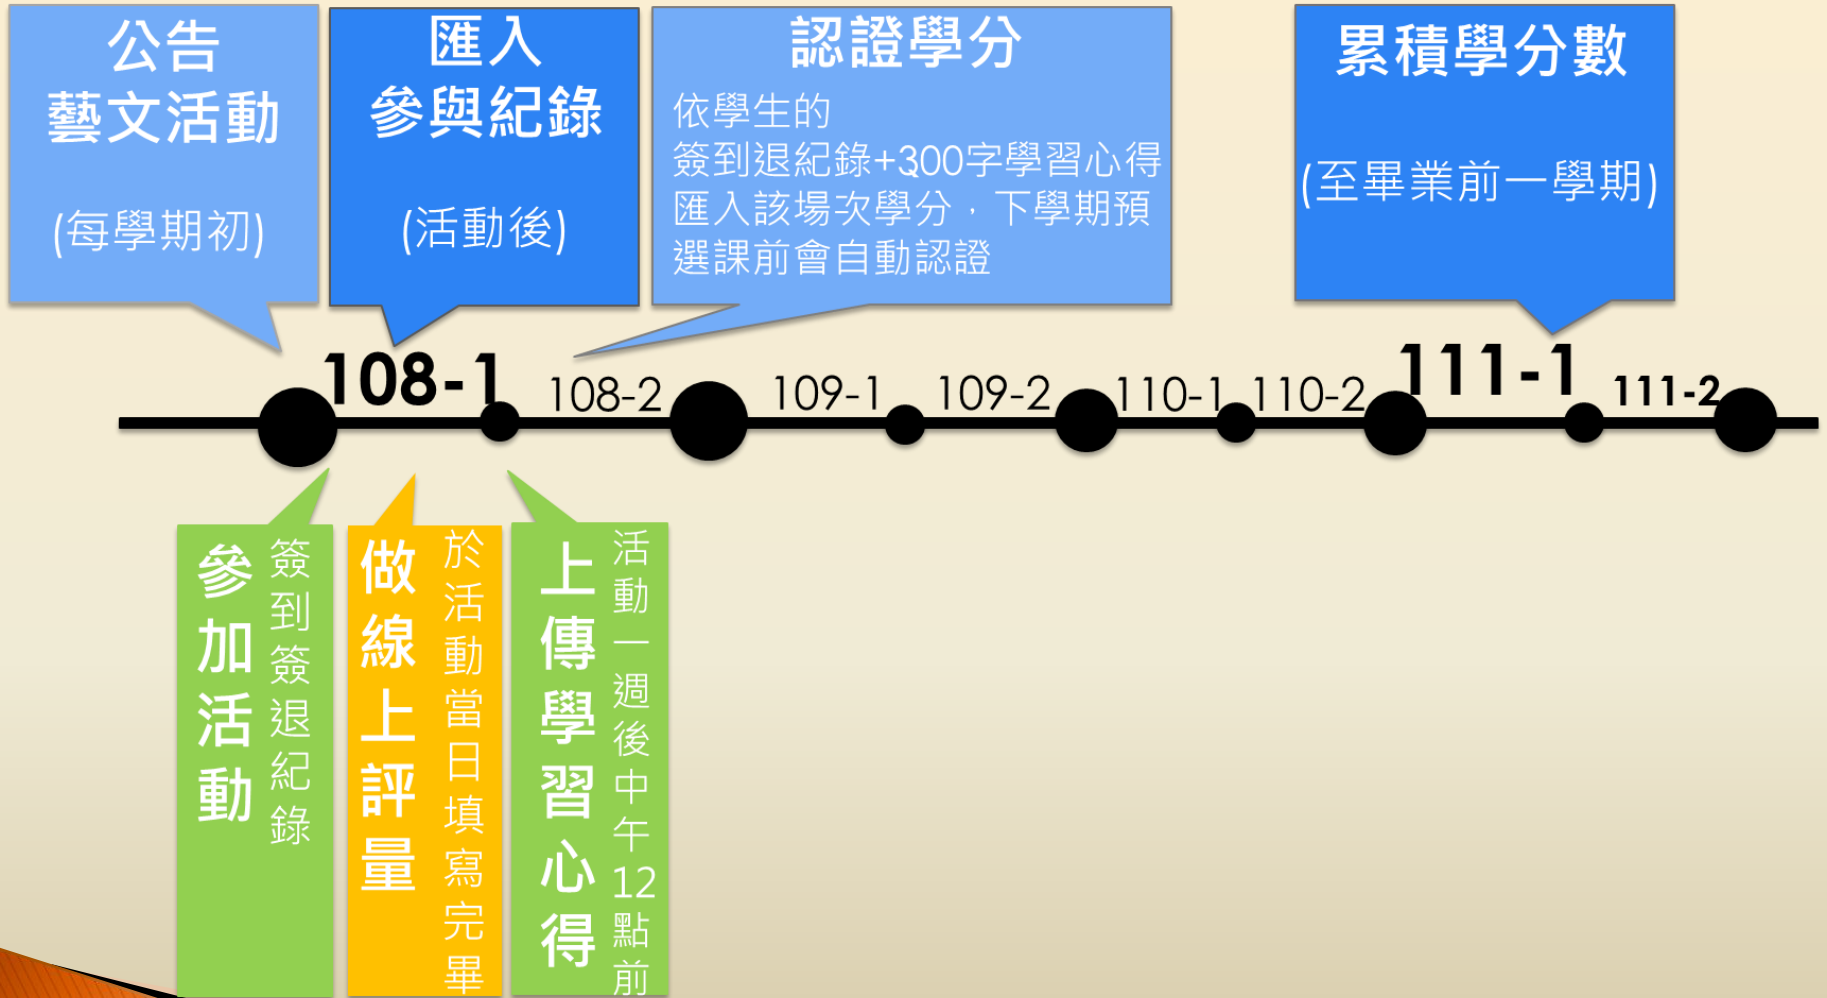 公告
藝文活動
(每學期初)
匯入
參與紀錄
(活動後)
認證學分
依學生的
簽到退紀錄+300字學習心得
匯入該場次學分，下學期預
選課前會自動認證
累積學分數
(至畢業前一學期)
108-1
108-2
109-1
109-2
110-1
110-2
111-1
111-2
參加活動
簽到簽退紀錄
做線上評量
於活動當日填寫完畢
上傳學習心得
活動一週後中午12點前